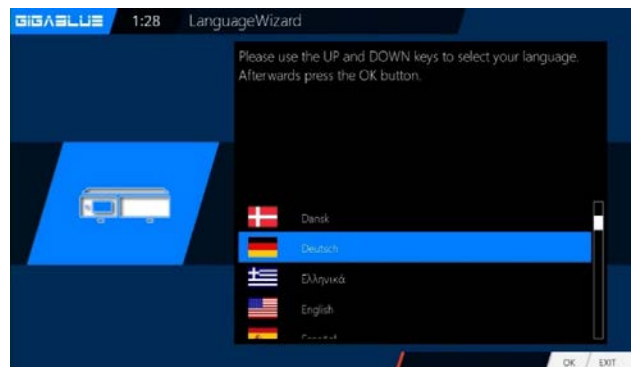 GIGABLUE 1:28 LanguageWizard
Please use the UP and DOWN keys to select your language.
Afterwards press the OK button.
Dansk
Deutsch
Ελληνικά
English
OK / EXIT